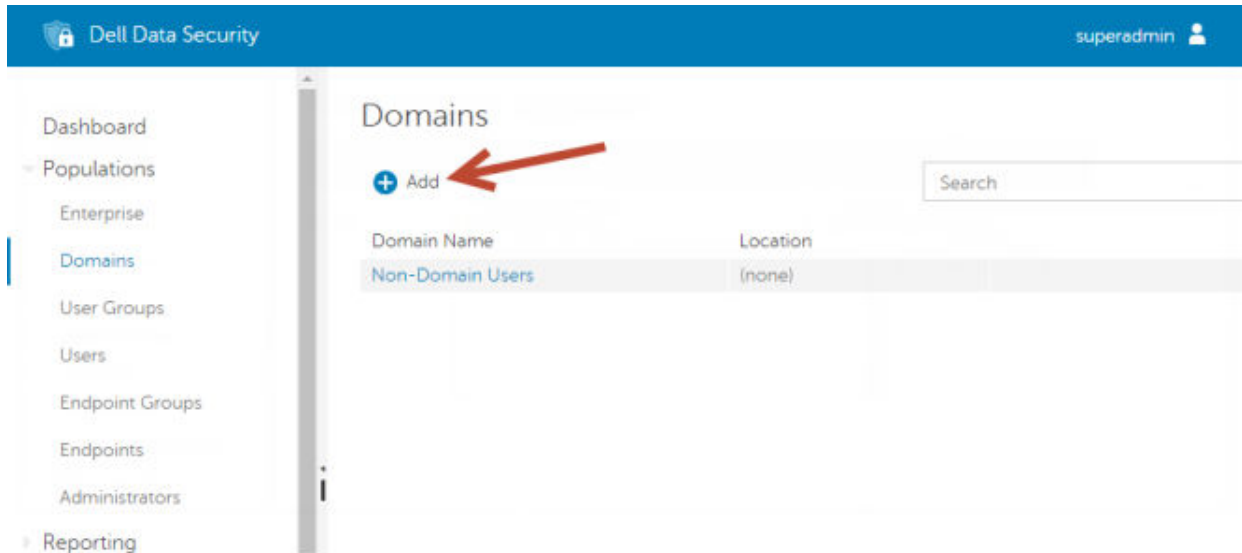 Dell Data Security
superadmin
Dashboard
Populations
Enterprise
Domains
User Groups
Users
Endpoint Groups
Endpoints
Administrators
Reporting
Domains
Add
Search
Domain Name Location
Non-Domain Users (none)